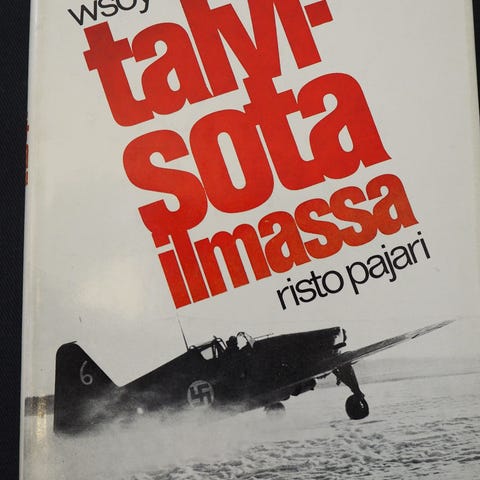 wsoy
talvi-
sota
ilmassa
risto pajari
6